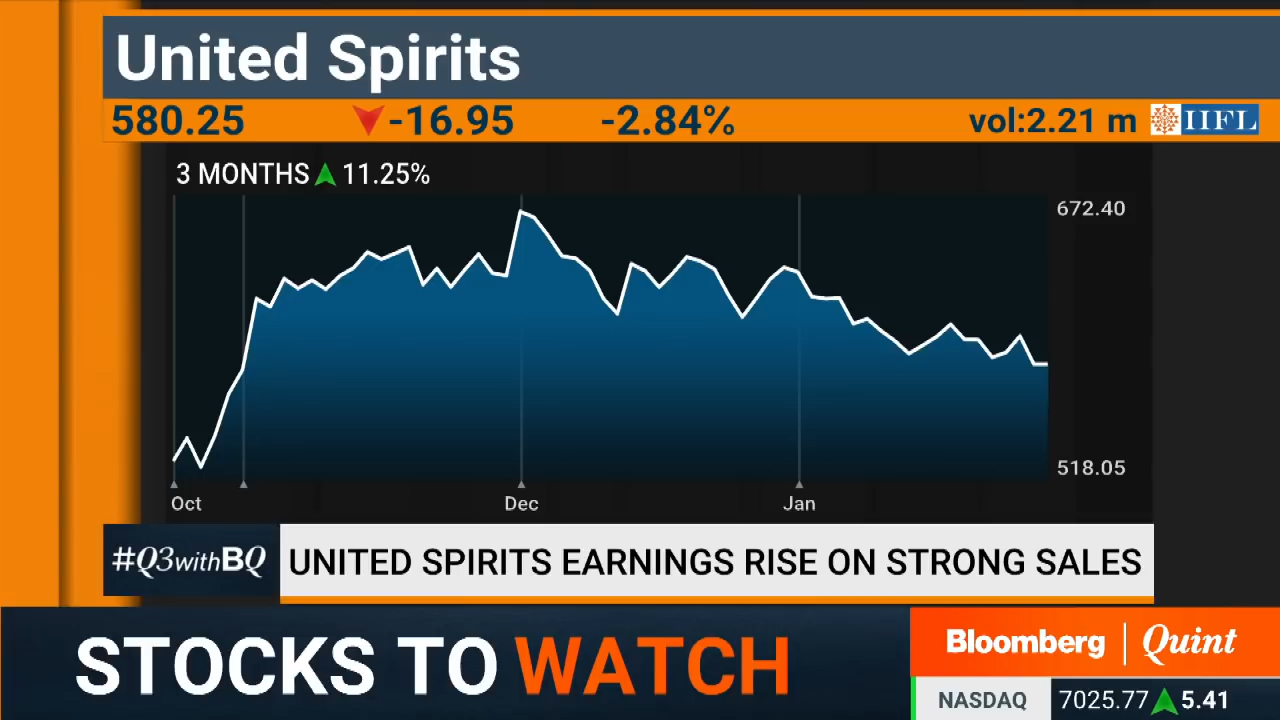 United Spirits
580.25 -16.95 -2.84% vol:2.21 m IIFL
3 MONTHS 11.25%
672.40
518.05
Oct Dec Jan
#Q3withBQ UNITED SPIRITS EARNINGS RISE ON STRONG SALES
STOCKS TO WATCH
Bloomberg | Quint
NASDAQ 7025.77 5.41